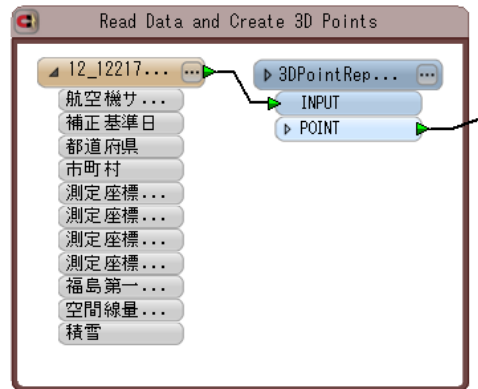 Read Data and Create 3D Points
12_12217...
航空機サ...
補正基準日
都道府県
市町村
測定座標...
測定座標...
測定座標...
測定座標...
福島第一...
空間線量...
積雪
3DPointRep...
INPUT
POINT